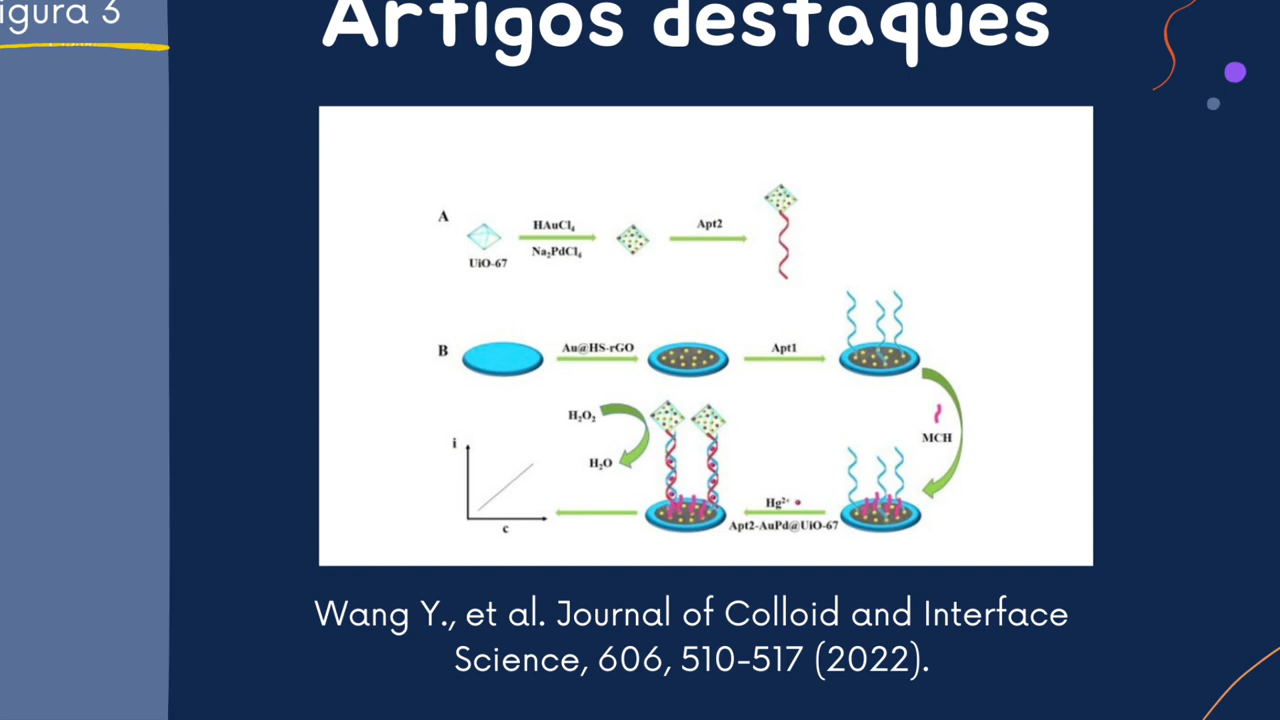 igura 3
Artigos destaques
A
HAuCl₄
Na₂PdCl₄
UiO-67
Apt2
B
Au@HS-rGO
Apt1
MCH
H₂O₂
H₂O
i
c
Hg²⁺
Apt2-AuPd@UiO-67
Wang Y., et al. Journal of Colloid and Interface
Science, 606, 510-517 (2022).